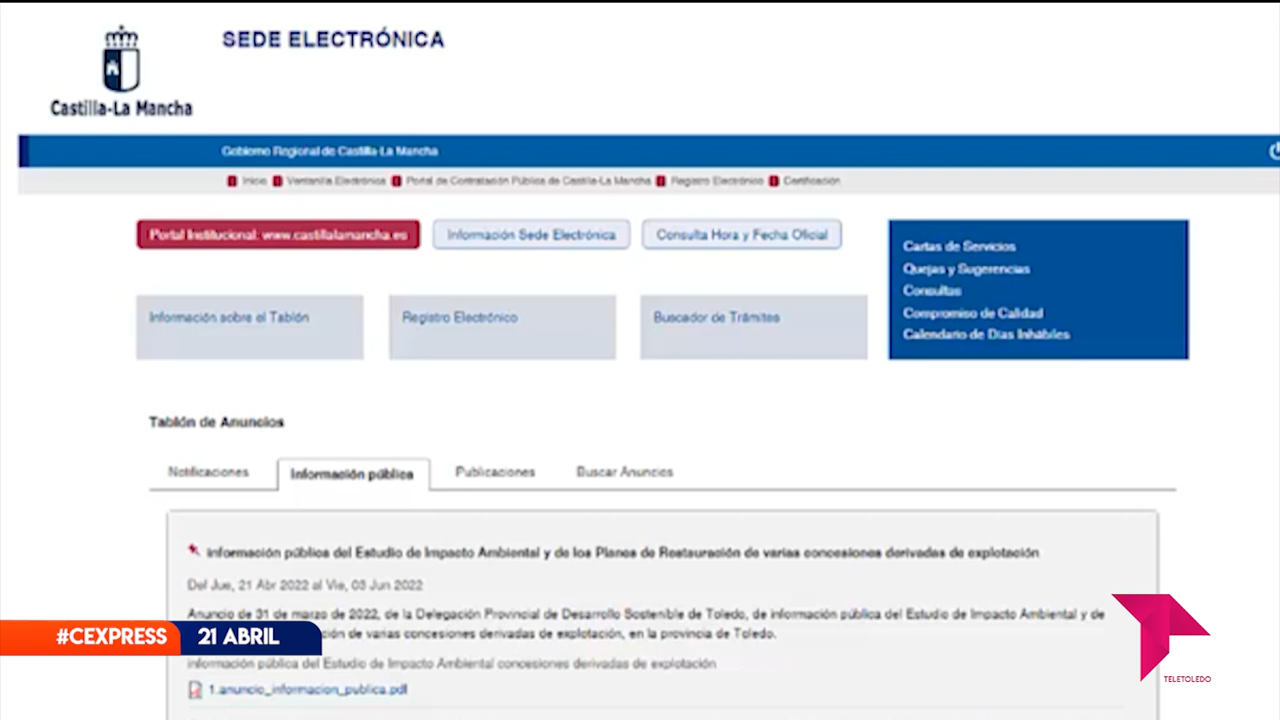 SEDE ELECTRÓNICA
Castilla-La Mancha
Gobierno Regional de Castilla-La Mancha
Inicio Ventanilla Electrónica Portal de Contratación Pública de Castilla-La Mancha Registro Electrónico Certificación
Portal Institucional: www.castillalamancha.es Información Sede Electrónica Consulta Hora y Fecha Oficial
Cartas de Servicios
Quejas y Sugerencias
Consultas
Compromiso de Calidad
Calendario de Días Inhábiles
Información sobre el Tablón Registro Electrónico Buscador de Trámites
Tablón de Anuncios
Notificaciones Información pública Publicaciones Buscar Anuncios
Información pública del Estudio de Impacto Ambiental y de los Planes de Restauración de varias concesiones derivadas de explotación
Del Jue, 21 Abr 2022 al Vie, 03 Jun 2022
Anuncio de 31 de marzo de 2022, de la Delegación Provincial de Desarrollo Sostenible de Toledo, de información pública del Estudio de Impacto Ambiental y de
ción de varias concesiones derivadas de explotación, en la provincia de Toledo.
información pública del Estudio de Impacto Ambiental concesiones derivadas de explotación
1.anuncio_informacion_publica.pdf
#CEXPRESS 21 ABRIL
TELETOLEDO